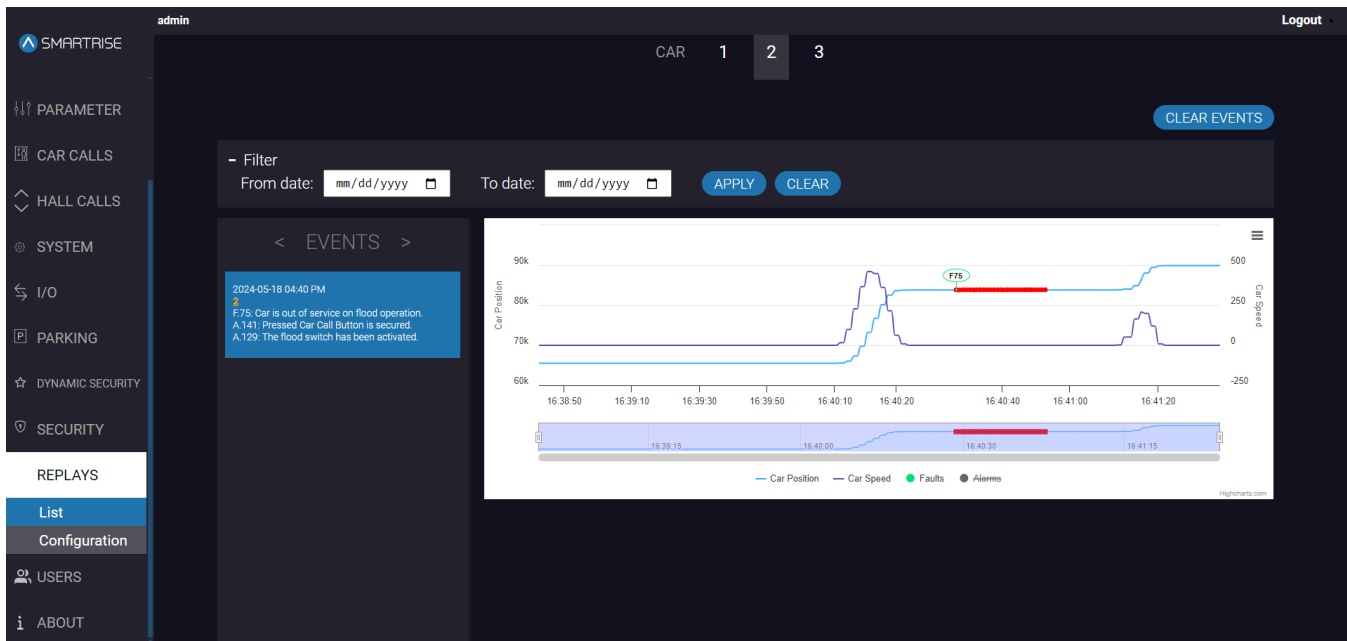 admin
Logout
SMARTRISE
CAR 1 2 3
PARAMETER
CAR CALLS
HALL CALLS
SYSTEM
I/O
PARKING
DYNAMIC SECURITY
SECURITY
REPLAYS
List
Configuration
USERS
ABOUT
CLEAR EVENTS
− Filter
From date: mm/dd/yyyy To date: mm/dd/yyyy APPLY CLEAR
< EVENTS >
2024-05-18 04:40 PM
2
F.75: Car is out of service on flood operation.
A.141: Pressed Car Call Button is secured.
A.129: The flood switch has been activated.
Car Position
90k
80k
70k
60k
F75
500
250
0
-250
Car Speed
16:38:50 16:39:10 16:39:30 16:39:50 16:40:10 16:40:20 16:40:40 16:41:00 16:41:20
16:39:15 16:40:00 16:40:30 16:41:15
Car Position Car Speed Faults Alarms
Highcharts.com